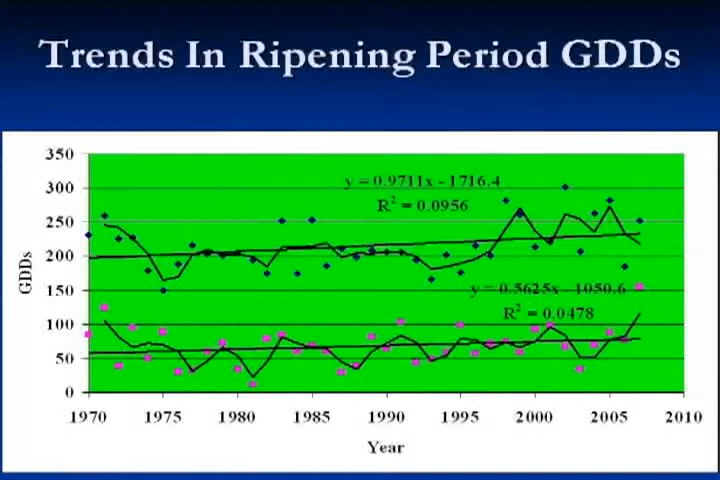 Trends In Ripening Period GDDs
350
300
250
200
150
100
50
0
GDDs
y = 0.9711x - 1716.4
R² = 0.0956
y = 0.5625x - 1050.6
R² = 0.0478
1970 1975 1980 1985 1990 1995 2000 2005 2010
Year